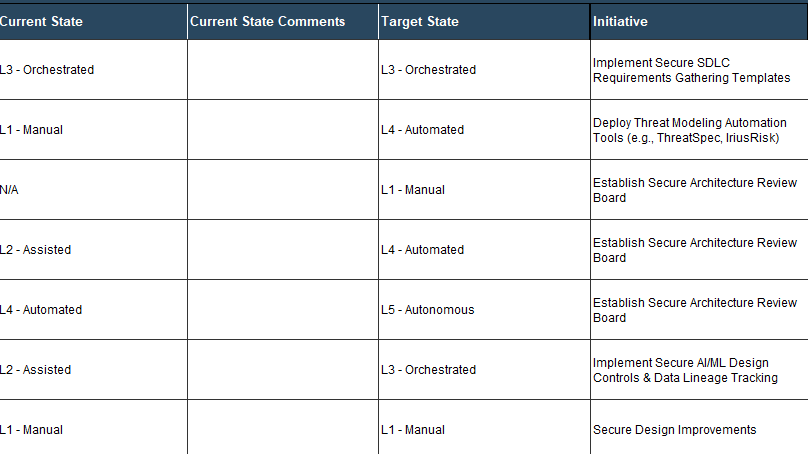 Current State Current State Comments Target State Initiative
L3 - Orchestrated L3 - Orchestrated Implement Secure SDLC
Requirements Gathering Templates
L1 - Manual L4 - Automated Deploy Threat Modeling Automation
Tools (e.g., ThreatSpec, IriusRisk)
N/A L1 - Manual Establish Secure Architecture Review
Board
L2 - Assisted L4 - Automated Establish Secure Architecture Review
Board
L4 - Automated L5 - Autonomous Establish Secure Architecture Review
Board
L2 - Assisted L3 - Orchestrated Implement Secure AI/ML Design
Controls & Data Lineage Tracking
L1 - Manual L1 - Manual Secure Design Improvements